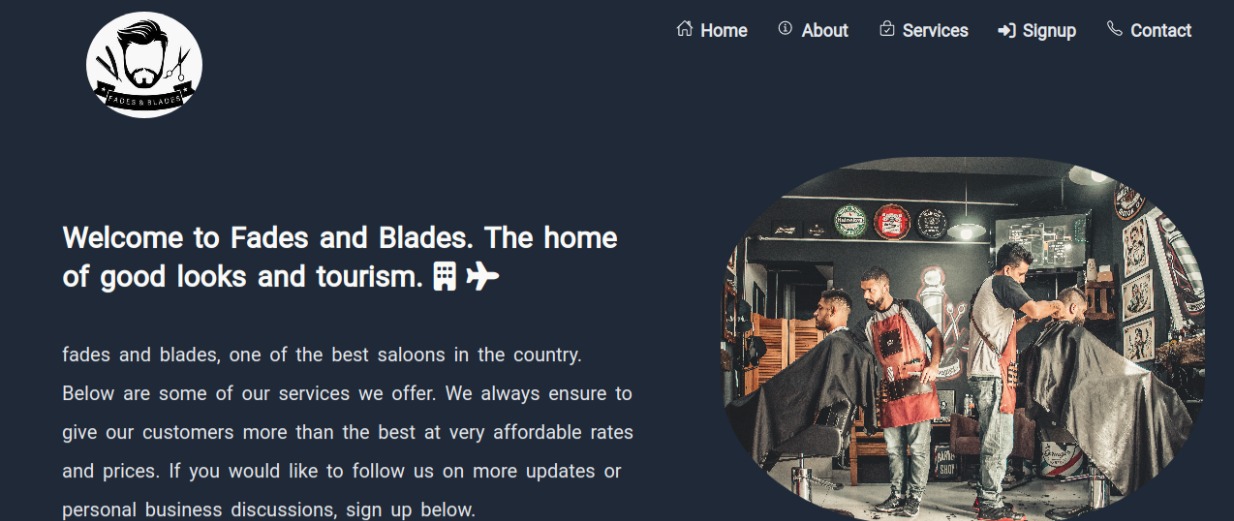 FADES & BLADES
Home
About
Services
Signup
Contact
Welcome to Fades and Blades. The home
of good looks and tourism.
fades and blades, one of the best saloons in the country.
Below are some of our services we offer. We always ensure to
give our customers more than the best at very affordable rates
and prices. If you would like to follow us on more updates or
personal business discussions, sign up below.
BARBER
SHOP